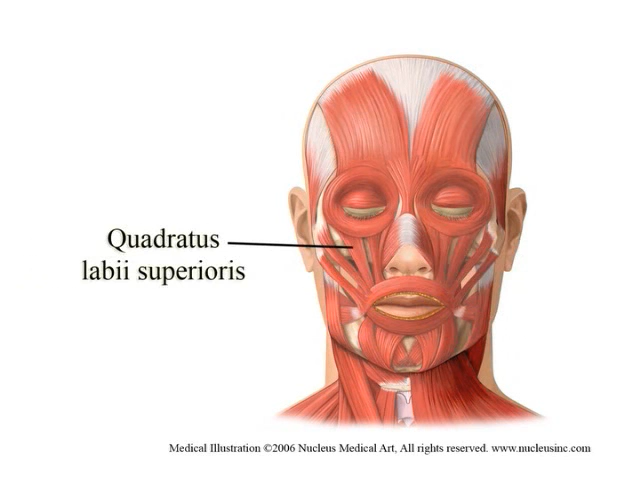 Quadratus
labii superioris
Medical Illustration ©2006 Nucleus Medical Art, All rights reserved. www.nucleusinc.com